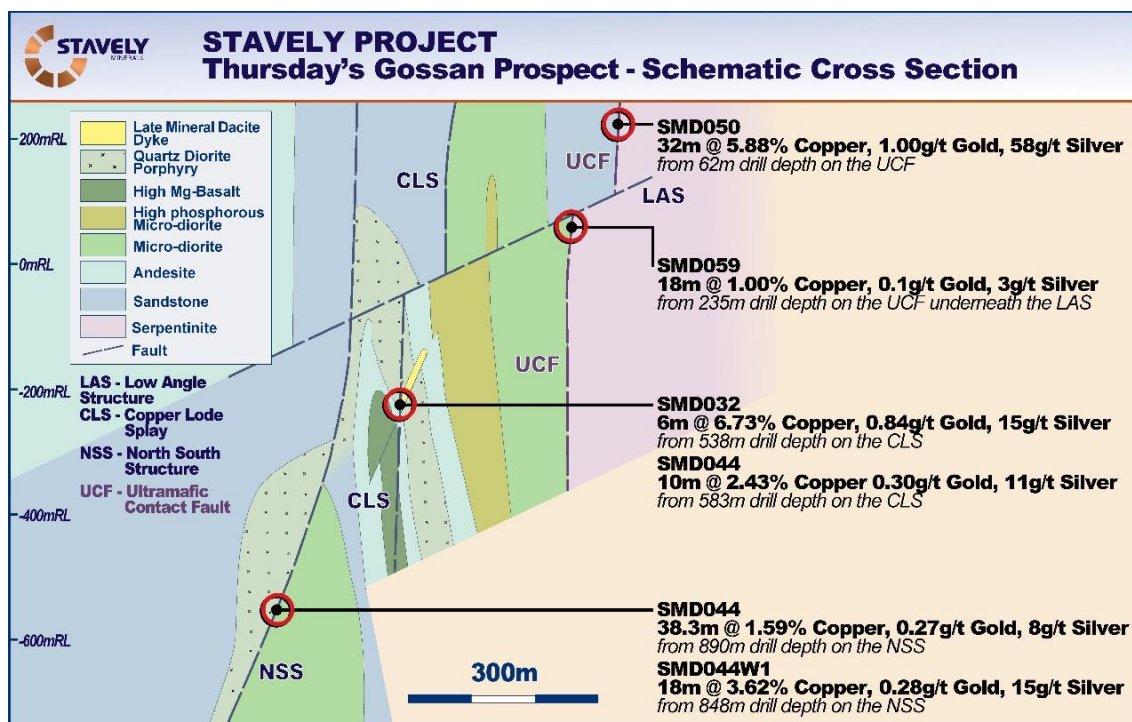 STAVELY
MINERALS
STAVELY PROJECT
Thursday's Gossan Prospect - Schematic Cross Section
Late Mineral Dacite
Dyke
Quartz Diorite
Porphyry
High Mg-Basalt
High phosphorous
Micro-diorite
Micro-diorite
Andesite
Sandstone
Serpentinite
Fault
LAS - Low Angle
Structure
CLS - Copper Lode
Splay
NSS - North South
Structure
UCF - Ultramafic
Contact Fault
200mRL
0mRL
-200mRL
-400mRL
-600mRL
CLS
UCF
LAS
UCF
CLS
NSS
SMD050
32m @ 5.88% Copper, 1.00g/t Gold, 58g/t Silver
from 62m drill depth on the UCF
SMD059
18m @ 1.00% Copper, 0.1g/t Gold, 3g/t Silver
from 235m drill depth on the UCF underneath the LAS
SMD032
6m @ 6.73% Copper, 0.84g/t Gold, 15g/t Silver
from 538m drill depth on the CLS
SMD044
10m @ 2.43% Copper 0.30g/t Gold, 11g/t Silver
from 583m drill depth on the CLS
SMD044
38.3m @ 1.59% Copper, 0.27g/t Gold, 8g/t Silver
from 890m drill depth on the NSS
SMD044W1
18m @ 3.62% Copper, 0.28g/t Gold, 15g/t Silver
from 848m drill depth on the NSS
300m